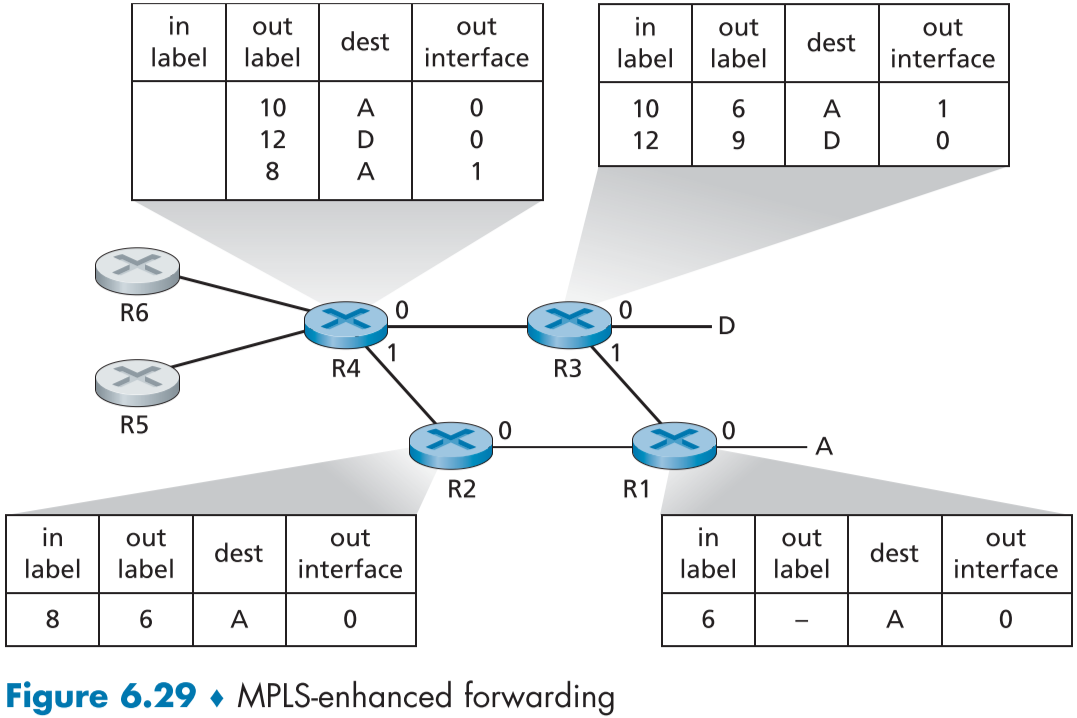 in label out label dest out interface
10 A 0
12 D 0
8 A 1
in label out label dest out interface
10 6 A 1
12 9 D 0
R6
R5
0
1
R4
0
1
R3
D
0
R2
0
R1
A
in label out label dest out interface
8 6 A 0
in label out label dest out interface
6 – A 0
Figure 6.29 ♦ MPLS-enhanced forwarding